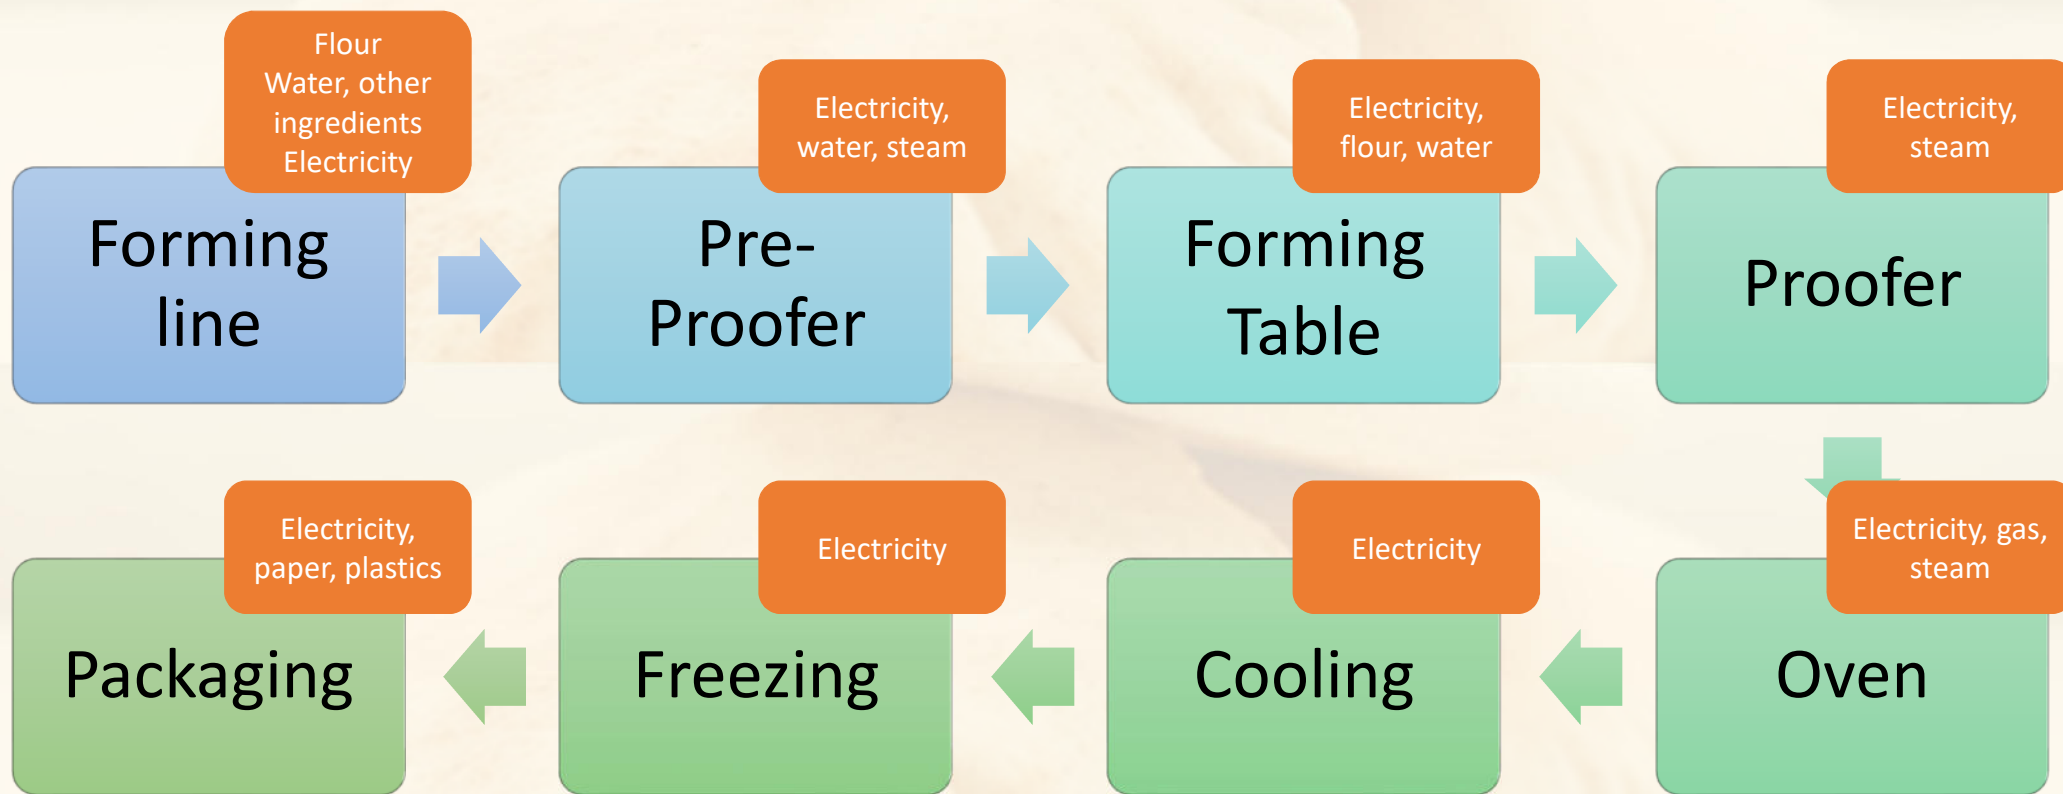 Flour
Water, other
ingredients
Electricity
Forming
line
Electricity,
water, steam
Pre-
Proofer
Electricity,
flour, water
Forming
Table
Electricity,
steam
Proofer
Electricity, gas,
steam
Oven
Electricity
Cooling
Electricity
Freezing
Electricity,
paper, plastics
Packaging